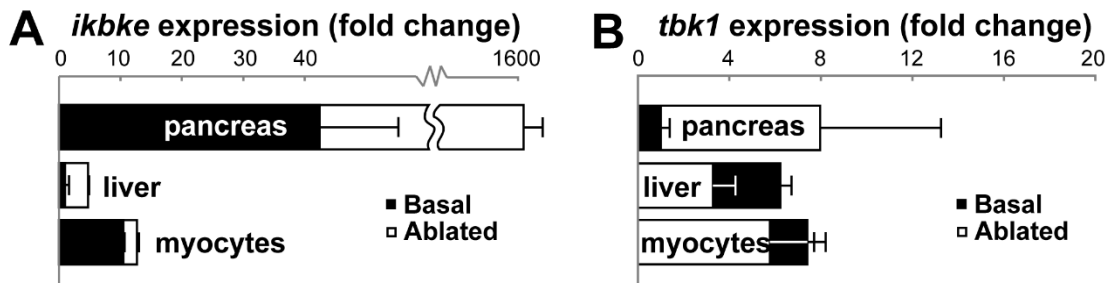 A ikbke expression (fold change)
0 10 20 30 40 1600
pancreas
liver
myocytes
Basal
Ablated
B tbk1 expression (fold change)
0 4 8 12 16 20
pancreas
liver
myocytes
Basal
Ablated